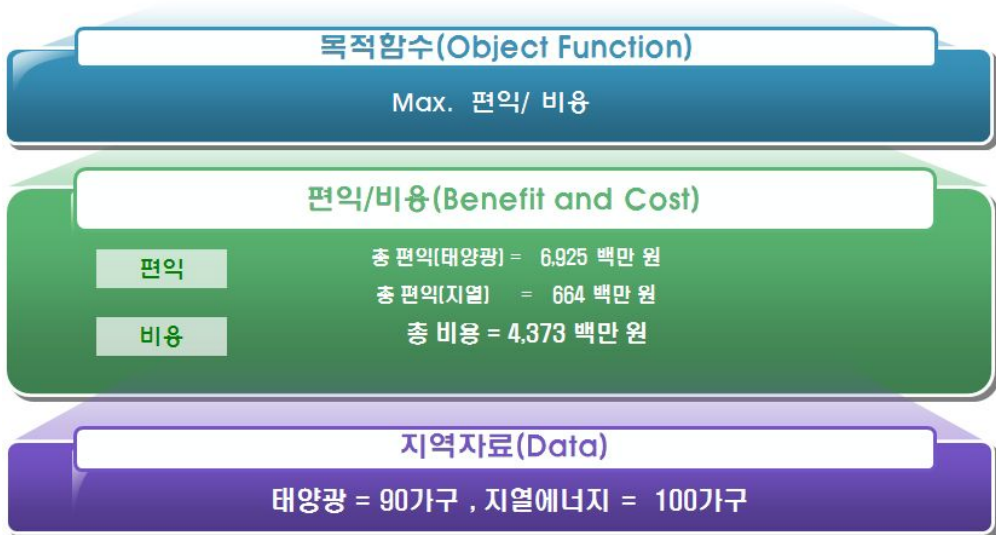 목적함수(Object Function)
Max. 편익/ 비용
편익/비용(Benefit and Cost)
편익
총 편익(태양광) = 6,925 백만 원
총 편익(지열) = 664 백만 원
비용
총 비용 = 4,373 백만 원
지역자료(Data)
태양광 = 90가구 , 지열에너지 = 100가구